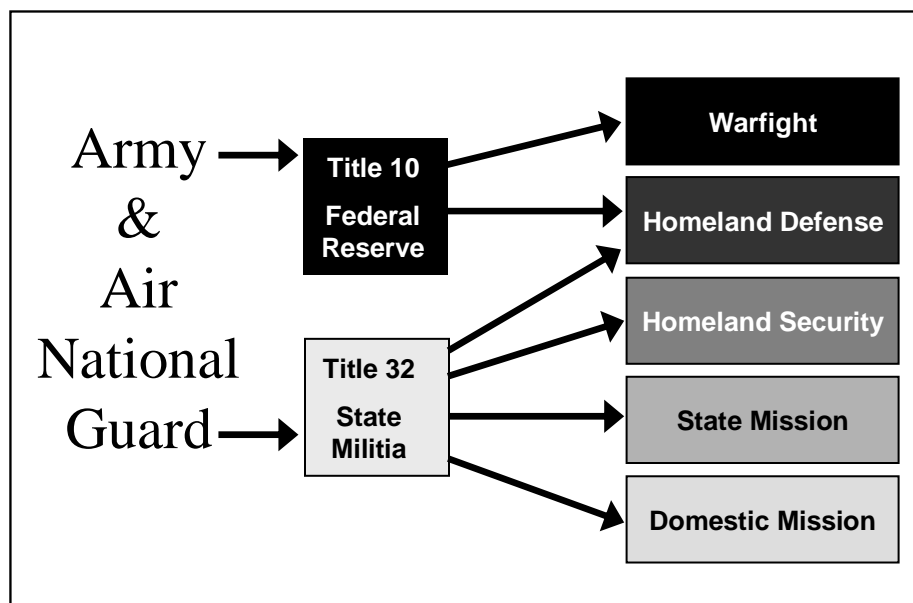 Army
&
Air
National
Guard
Title 10
Federal
Reserve
Title 32
State
Militia
Warfight
Homeland Defense
Homeland Security
State Mission
Domestic Mission